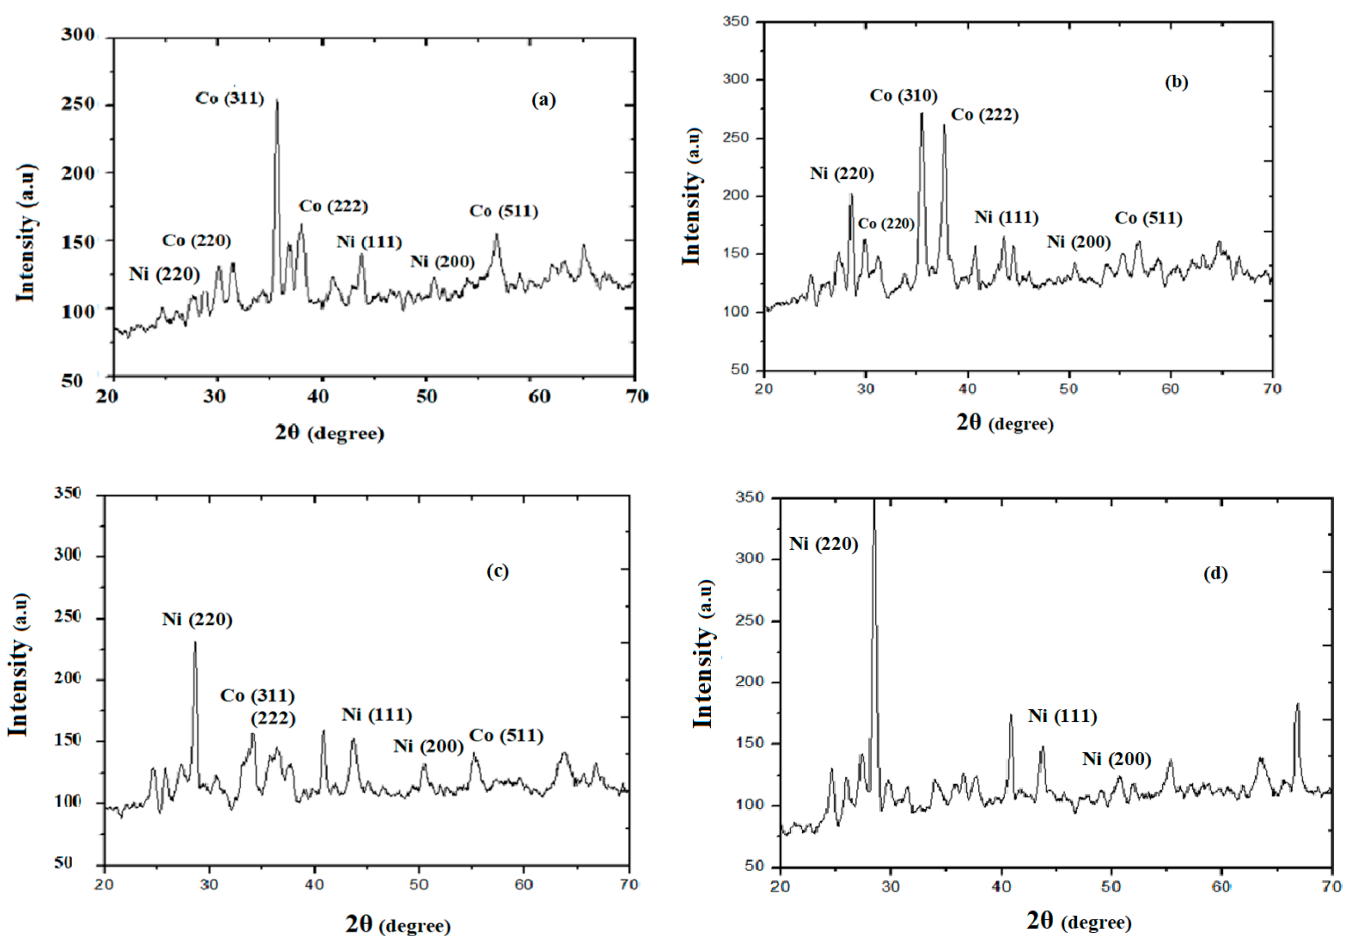 300
250
200
150
100
50
20 30 40 50 60 70
Intensity (a.u)
2θ (degree)
(a)
Co (311)
Co (222)
Co (220)
Ni (220)
Ni (111)
Ni (200)
Co (511)
350
300
250
200
150
100
50
20 30 40 50 60 70
Intensity (a.u)
2θ (degree)
(b)
Co (310)
Co (222)
Ni (220)
Co (220)
Ni (111)
Ni (200)
Co (511)
350
300
250
200
150
100
50
20 30 40 50 60 70
Intensity (a.u)
2θ (degree)
(c)
Ni (220)
Co (311)
(222)
Ni (111)
Ni (200)
Co (511)
350
300
250
200
150
100
50
20 30 40 50 60 70
Intensity (a.u)
2θ (degree)
(d)
Ni (220)
Ni (111)
Ni (200)